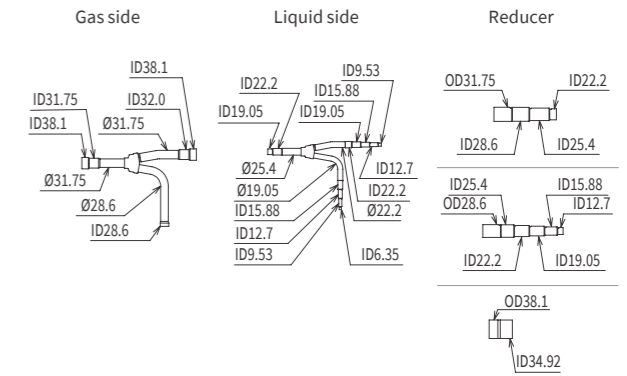 Gas side
Liquid side
Reducer
ID38.1
ID32.0
ID31.75
Ø31.75
ID38.1
Ø31.75
Ø28.6
ID28.6
ID9.53
ID22.2
ID15.88
ID19.05
ID19.05
Ø25.4
ID12.7
Ø19.05
ID22.2
ID15.88
Ø22.2
ID12.7
ID9.53
ID6.35
OD31.75
ID22.2
ID28.6
ID25.4
ID25.4
ID15.88
OD28.6
ID12.7
ID22.2
ID19.05
OD38.1
ID34.92